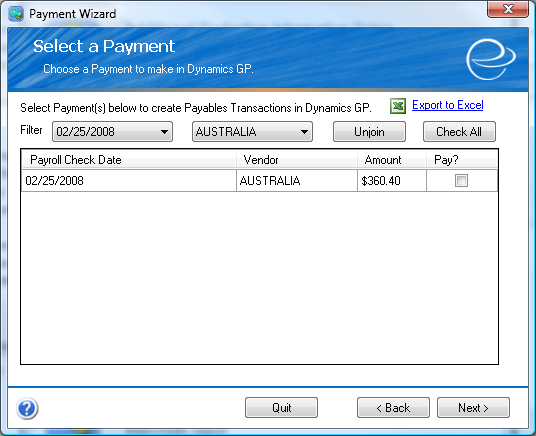 Payment Wizard
Select a Payment
Choose a Payment to make in Dynamics GP.
Select Payment(s) below to create Payables Transactions in Dynamics GP. Export to Excel
Filter 02/25/2008 AUSTRALIA Unjoin Check All
Payroll Check Date Vendor Amount Pay?
02/25/2008 AUSTRALIA $360.40
Quit < Back Next >